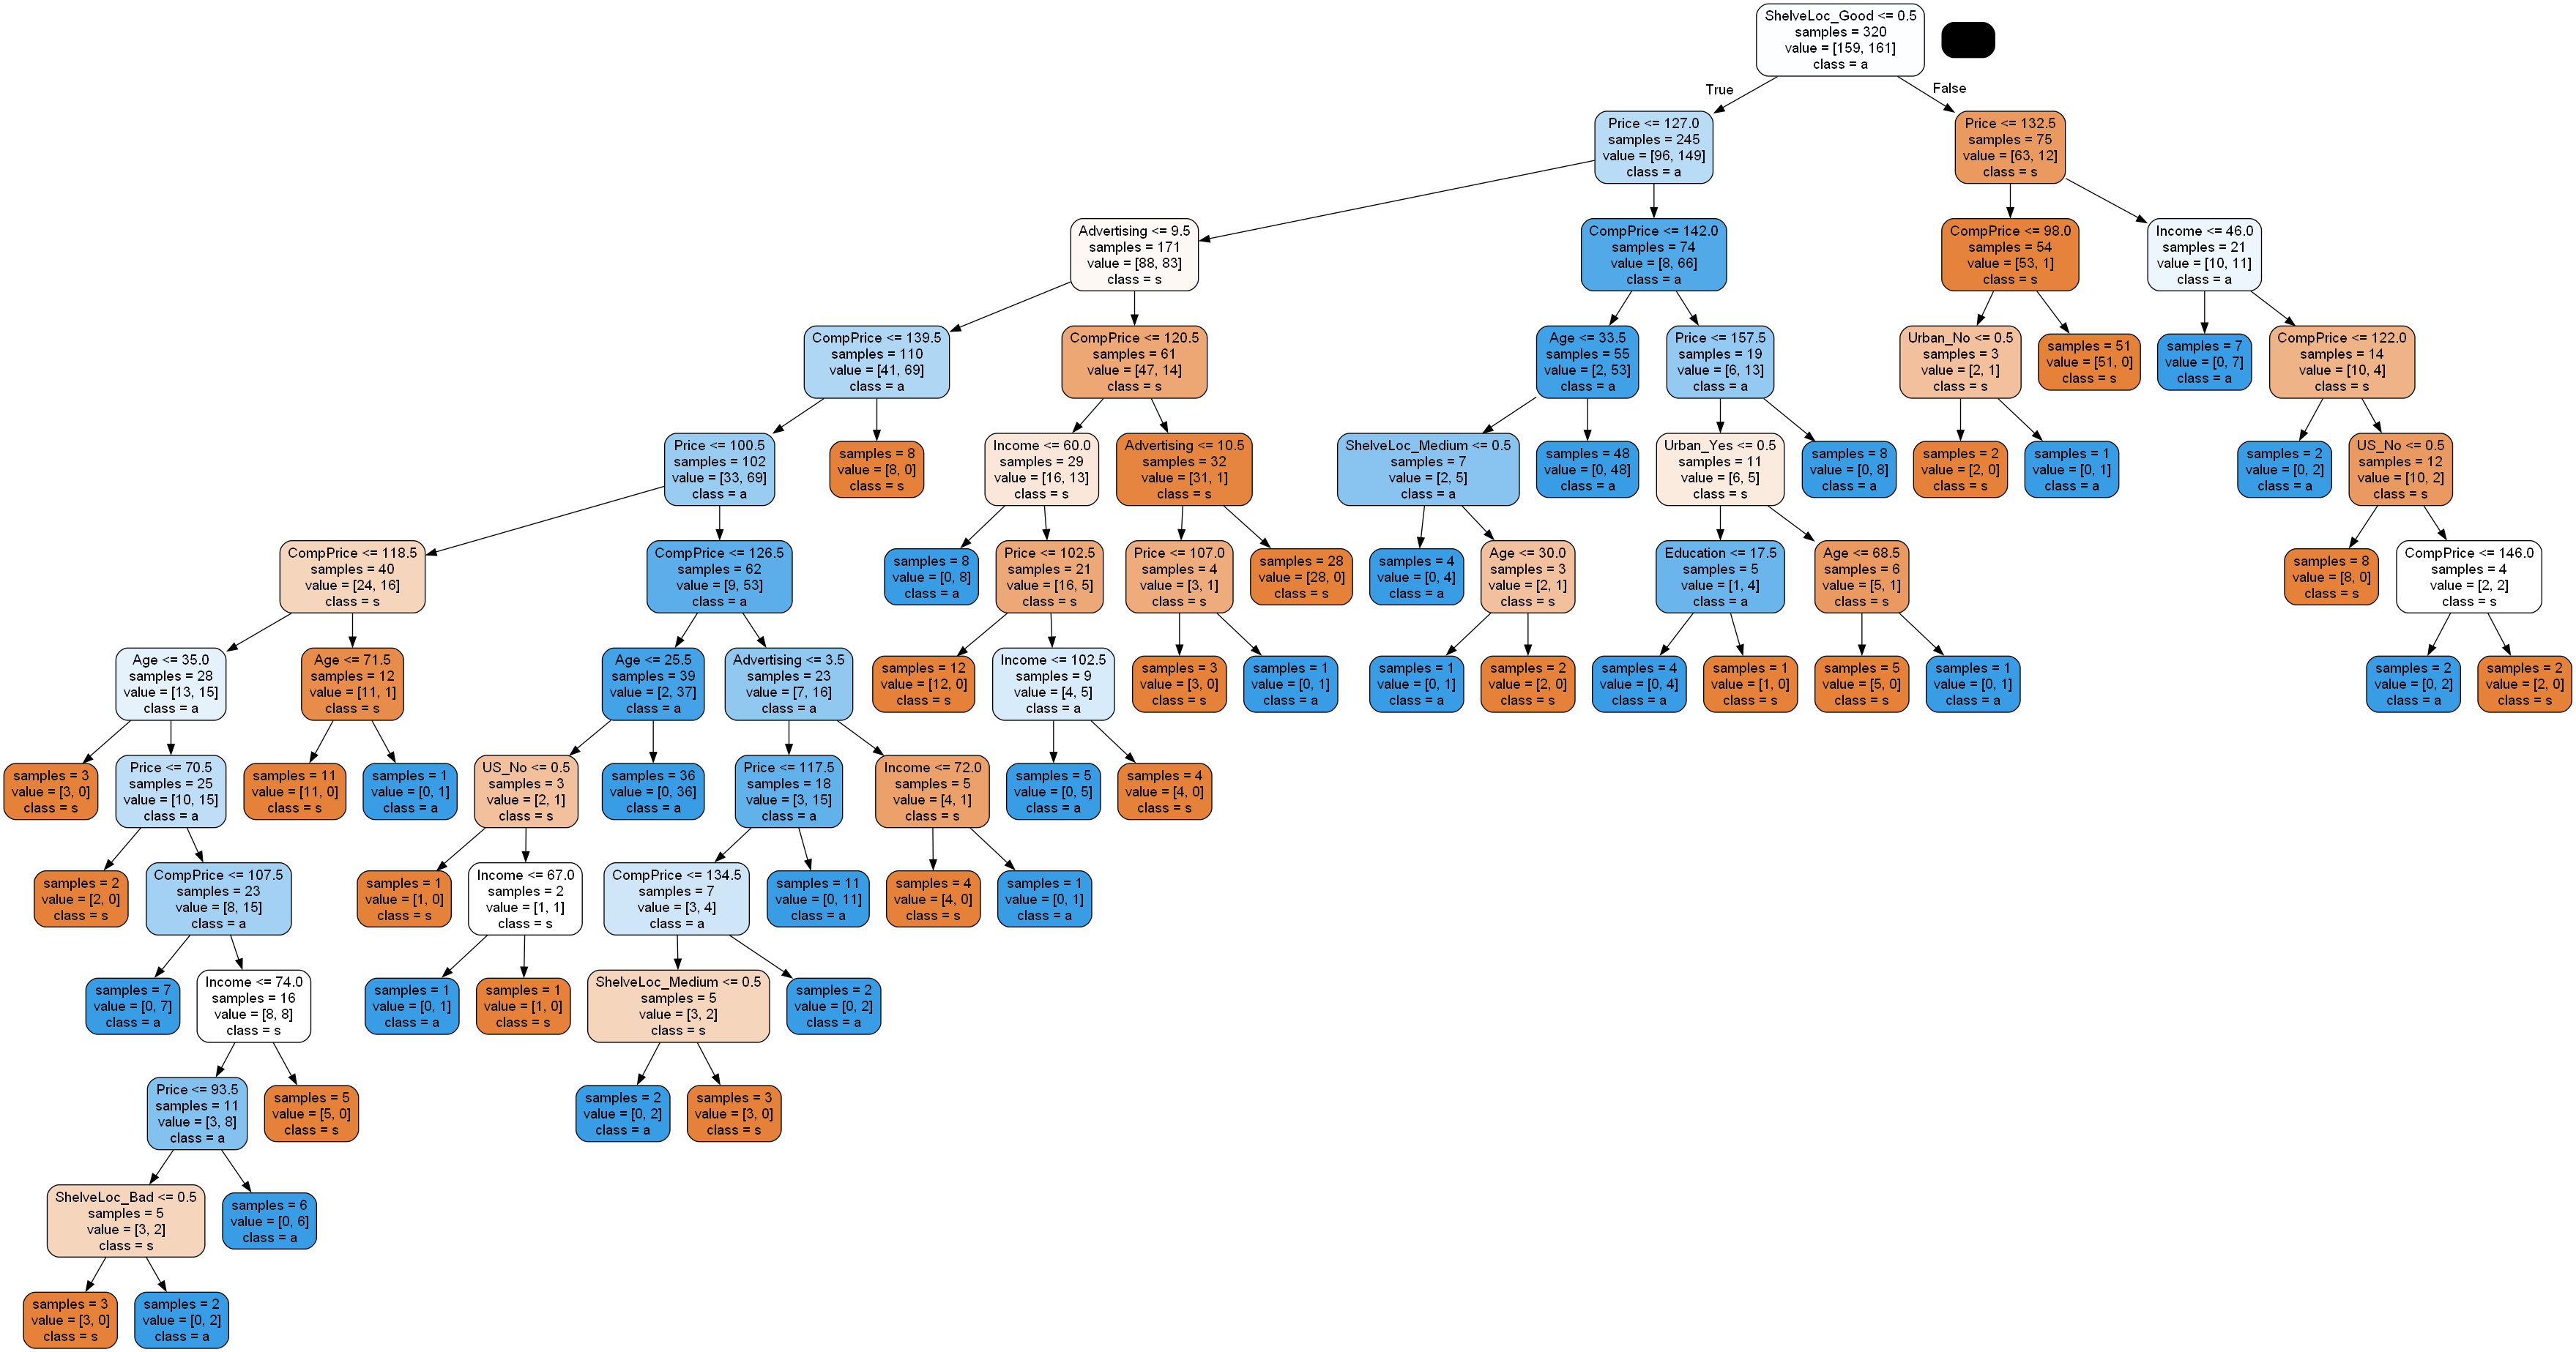 ShelveLoc_Good <= 0.5
samples = 320
value = [159, 161]
class = a
True
False
Price <= 127.0
samples = 245
value = [96, 149]
class = a
Price <= 132.5
samples = 75
value = [63, 12]
class = s
Advertising <= 9.5
samples = 171
value = [88, 83]
class = s
CompPrice <= 142.0
samples = 74
value = [8, 66]
class = a
CompPrice <= 98.0
samples = 54
value = [53, 1]
class = s
Income <= 46.0
samples = 21
value = [10, 11]
class = a
CompPrice <= 139.5
samples = 110
value = [41, 69]
class = a
CompPrice <= 120.5
samples = 61
value = [47, 14]
class = s
Age <= 33.5
samples = 55
value = [2, 53]
class = a
Price <= 157.5
samples = 19
value = [6, 13]
class = a
Urban_No <= 0.5
samples = 3
value = [2, 1]
class = s
samples = 51
value = [51, 0]
class = s
samples = 7
value = [0, 7]
class = a
CompPrice <= 122.0
samples = 14
value = [10, 4]
class = s
Price <= 100.5
samples = 102
value = [33, 69]
class = a
samples = 8
value = [8, 0]
class = s
Income <= 60.0
samples = 29
value = [16, 13]
class = s
Advertising <= 10.5
samples = 32
value = [31, 1]
class = s
ShelveLoc_Medium <= 0.5
samples = 7
value = [2, 5]
class = a
samples = 48
value = [0, 48]
class = a
Urban_Yes <= 0.5
samples = 11
value = [6, 5]
class = s
samples = 8
value = [0, 8]
class = a
samples = 2
value = [2, 0]
class = s
samples = 1
value = [0, 1]
class = a
samples = 2
value = [0, 2]
class = a
US_No <= 0.5
samples = 12
value = [10, 2]
class = s
CompPrice <= 118.5
samples = 40
value = [24, 16]
class = s
CompPrice <= 126.5
samples = 62
value = [9, 53]
class = a
samples = 8
value = [0, 8]
class = a
Price <= 102.5
samples = 21
value = [16, 5]
class = s
Price <= 107.0
samples = 4
value = [3, 1]
class = s
samples = 28
value = [28, 0]
class = s
samples = 4
value = [0, 4]
class = a
Age <= 30.0
samples = 3
value = [2, 1]
class = s
Education <= 17.5
samples = 5
value = [1, 4]
class = a
Age <= 68.5
samples = 6
value = [5, 1]
class = s
samples = 8
value = [8, 0]
class = s
CompPrice <= 146.0
samples = 4
value = [2, 2]
class = s
Age <= 35.0
samples = 28
value = [13, 15]
class = a
Age <= 71.5
samples = 12
value = [11, 1]
class = s
Age <= 25.5
samples = 39
value = [2, 37]
class = a
Advertising <= 3.5
samples = 23
value = [7, 16]
class = a
samples = 12
value = [12, 0]
class = s
Income <= 102.5
samples = 9
value = [4, 5]
class = a
samples = 3
value = [3, 0]
class = s
samples = 1
value = [0, 1]
class = a
samples = 1
value = [0, 1]
class = a
samples = 2
value = [2, 0]
class = s
samples = 4
value = [0, 4]
class = a
samples = 1
value = [1, 0]
class = s
samples = 5
value = [5, 0]
class = s
samples = 1
value = [0, 1]
class = a
samples = 2
value = [0, 2]
class = a
samples = 2
value = [2, 0]
class = s
samples = 3
value = [3, 0]
class = s
Price <= 70.5
samples = 25
value = [10, 15]
class = a
samples = 11
value = [11, 0]
class = s
samples = 1
value = [0, 1]
class = a
US_No <= 0.5
samples = 3
value = [2, 1]
class = s
samples = 36
value = [0, 36]
class = a
Price <= 117.5
samples = 18
value = [3, 15]
class = a
Income <= 72.0
samples = 5
value = [4, 1]
class = s
samples = 5
value = [0, 5]
class = a
samples = 4
value = [4, 0]
class = s
samples = 2
value = [2, 0]
class = s
CompPrice <= 107.5
samples = 23
value = [8, 15]
class = a
samples = 1
value = [1, 0]
class = s
Income <= 67.0
samples = 2
value = [1, 1]
class = s
CompPrice <= 134.5
samples = 7
value = [3, 4]
class = a
samples = 11
value = [0, 11]
class = a
samples = 4
value = [4, 0]
class = s
samples = 1
value = [0, 1]
class = a
samples = 7
value = [0, 7]
class = a
Income <= 74.0
samples = 16
value = [8, 8]
class = s
samples = 1
value = [0, 1]
class = a
samples = 1
value = [1, 0]
class = s
ShelveLoc_Medium <= 0.5
samples = 5
value = [3, 2]
class = s
samples = 2
value = [0, 2]
class = a
Price <= 93.5
samples = 11
value = [3, 8]
class = a
samples = 5
value = [5, 0]
class = s
samples = 2
value = [0, 2]
class = a
samples = 3
value = [3, 0]
class = s
ShelveLoc_Bad <= 0.5
samples = 5
value = [3, 2]
class = s
samples = 6
value = [0, 6]
class = a
samples = 3
value = [3, 0]
class = s
samples = 2
value = [0, 2]
class = a